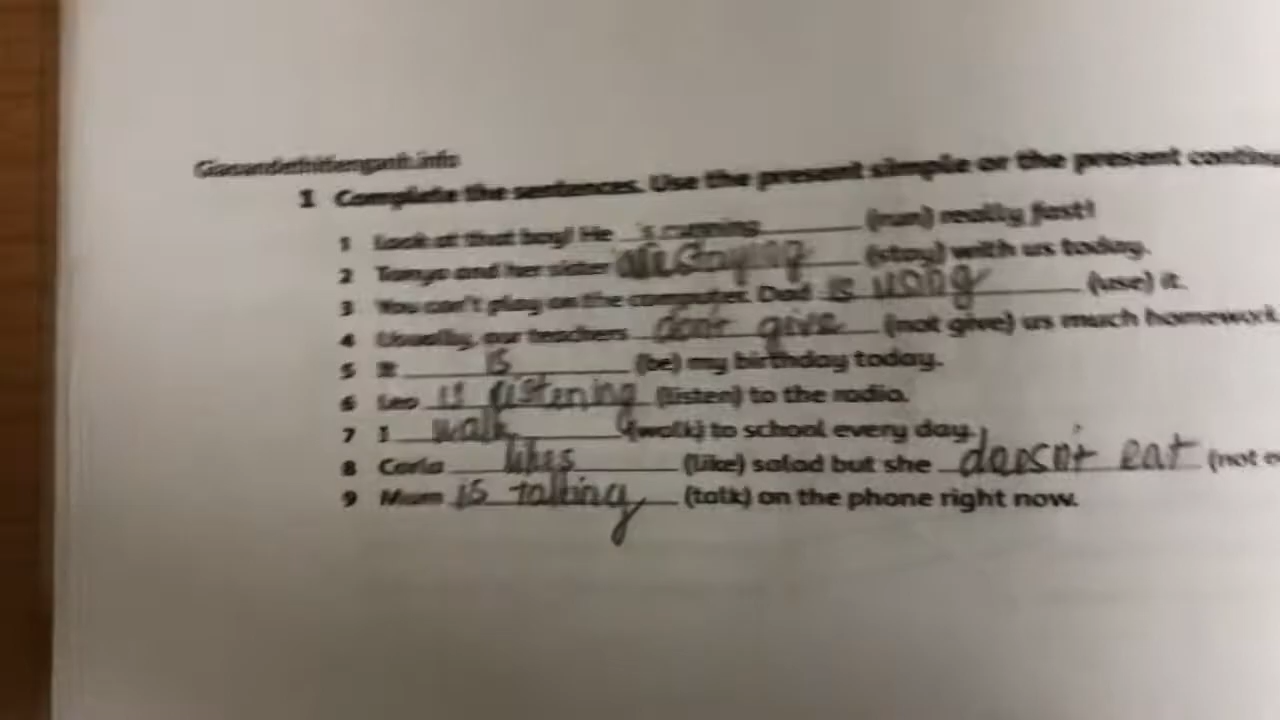 Giaoandethitienganh.info
1 Complete the sentences. Use the present simple or the present
1 Look at that boy! He 's running (run) really fast!
2 Tanya and her sister are staying (stay) with us today.
3 You can't play on the computer. Dad is using (use) it.
4 Usually, our teachers don't give (not give) us much homework.
5 It is (be) my birthday today.
6 Leo is listening (listen) to the radio.
7 I walk (walk) to school every day.
8 Carla likes (like) salad but she doesn't eat (not
9 Mum is talking (talk) on the phone right now.